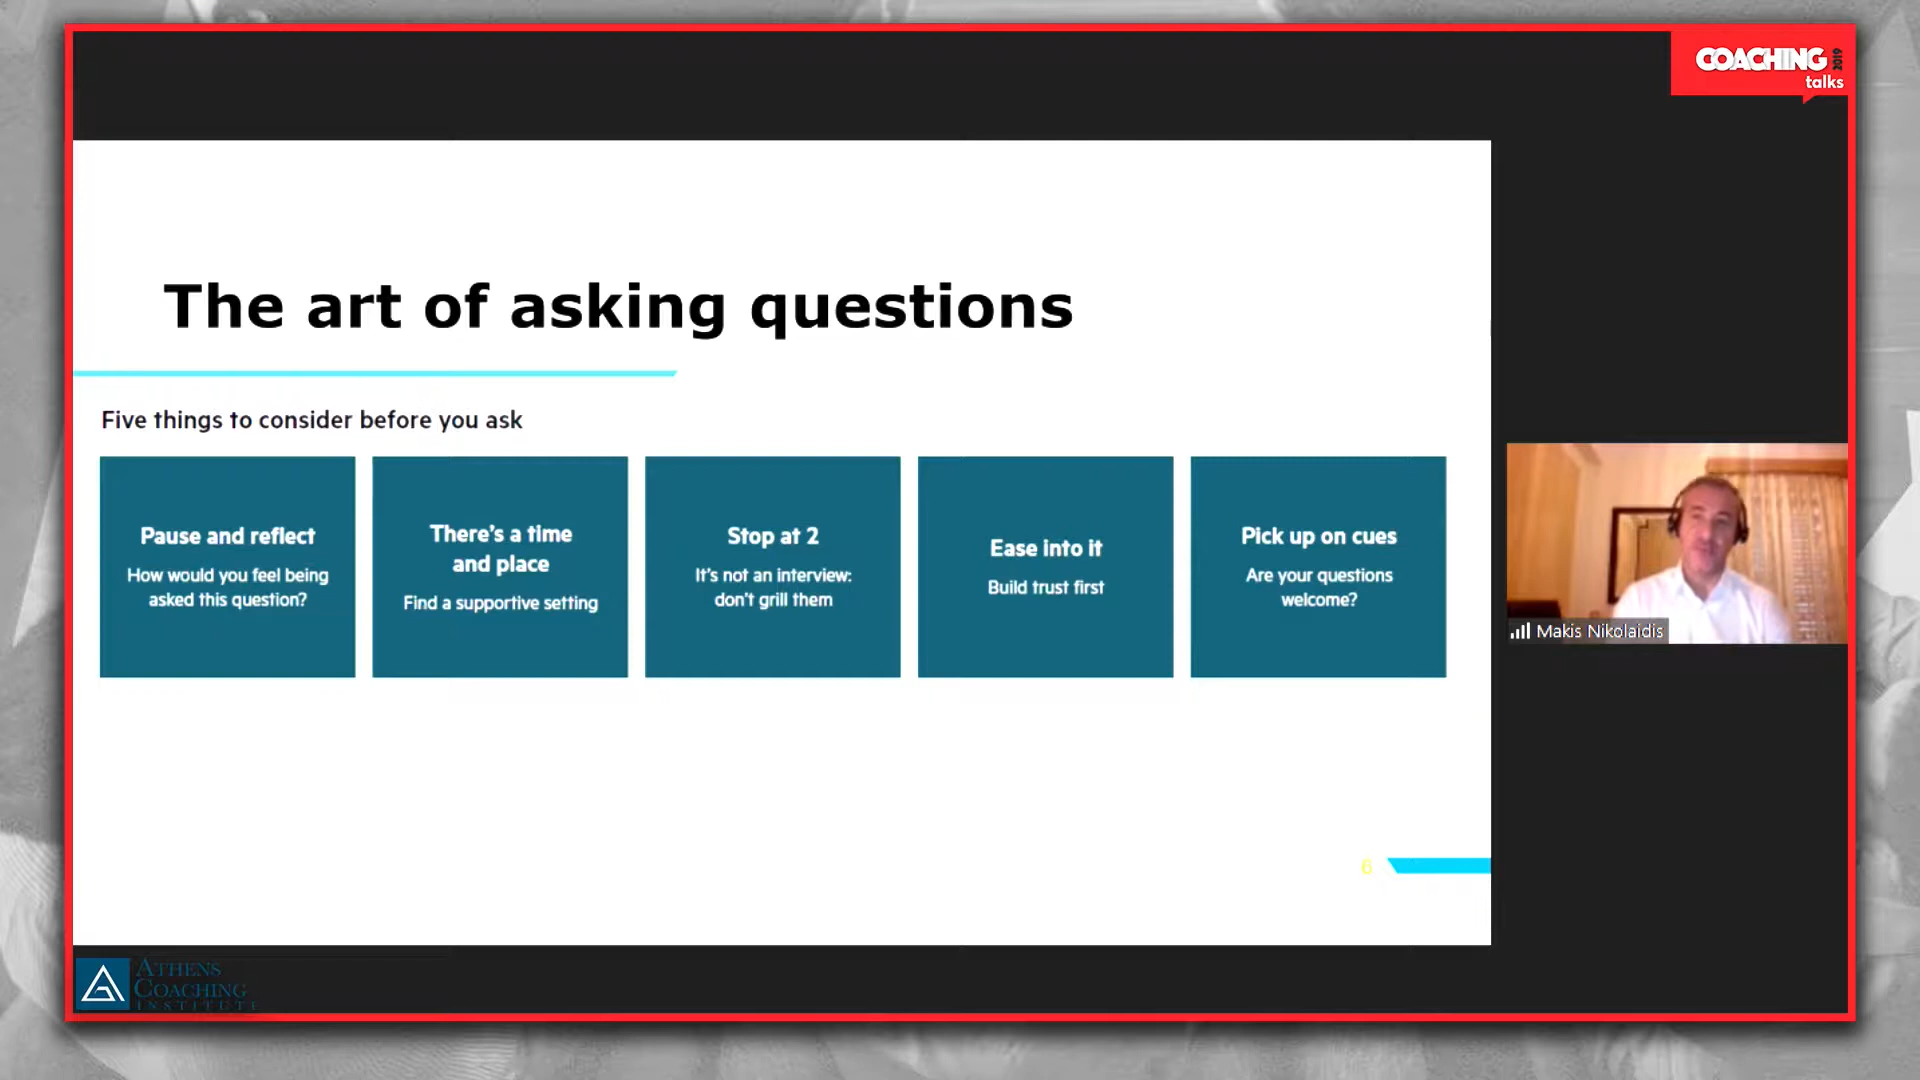 COACHING 2019
talks
The art of asking questions
Five things to consider before you ask
Pause and reflect
How would you feel being
asked this question?
There's a time
and place
Find a supportive setting
Stop at 2
It's not an interview:
don't grill them
Ease into it
Build trust first
Pick up on cues
Are your questions
welcome?
Makis Nikolaidis
6
ATHENS
COACHING
INSTITUTE